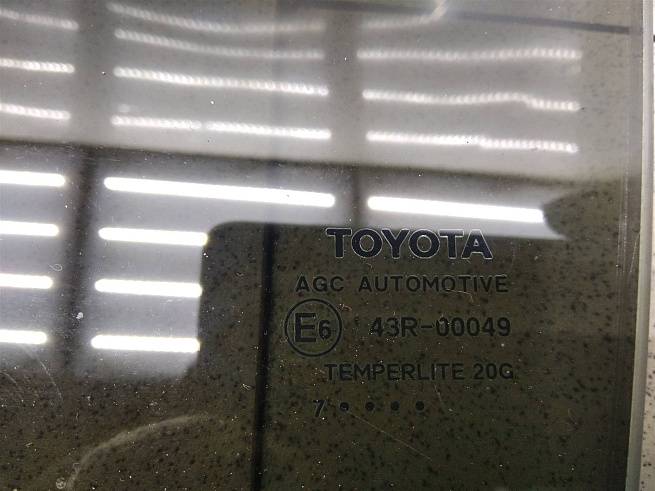 TOYOTA
AGC AUTOMOTIVE
E6 43R-00049
TEMPERLITE 20G
7 • • • •